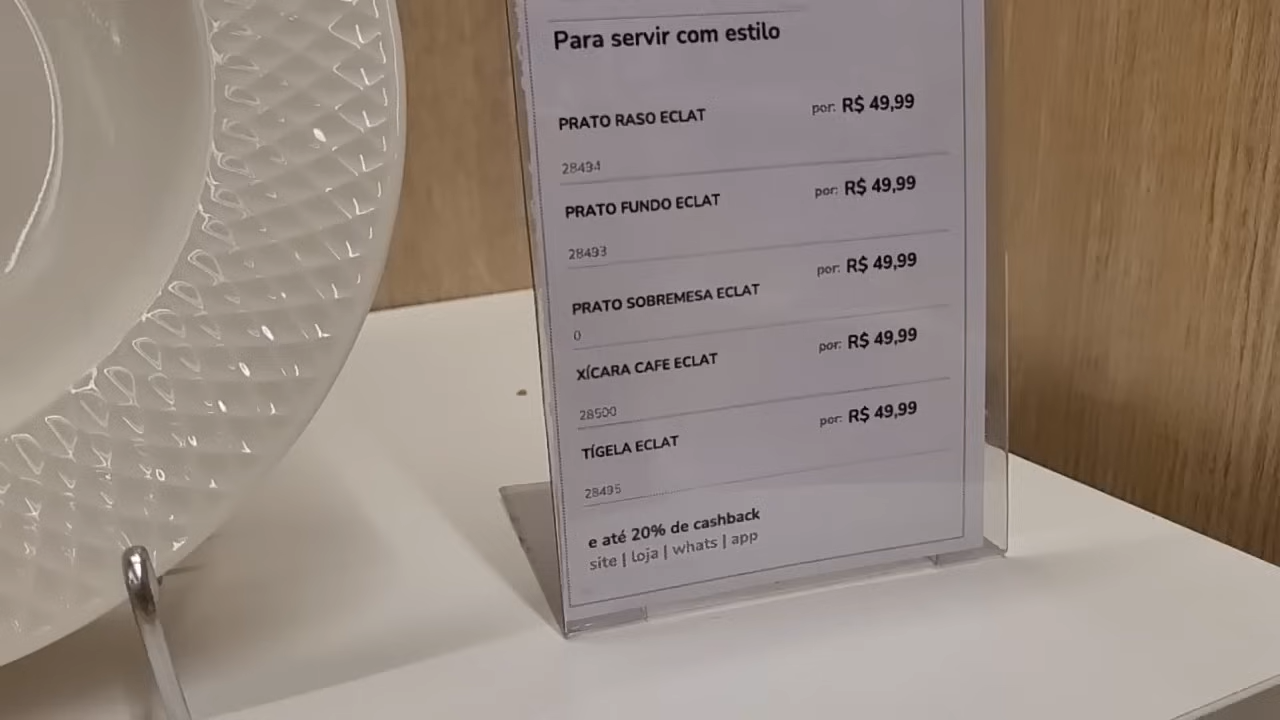 Para servir com estilo
PRATO RASO ECLAT por: R$ 49,99
28494
PRATO FUNDO ECLAT por: R$ 49,99
28493
PRATO SOBREMESA ECLAT por: R$ 49,99
0
XÍCARA CAFE ECLAT por: R$ 49,99
28500
TÍGELA ECLAT por: R$ 49,99
28495
e até 20% de cashback
site | loja | whats | app